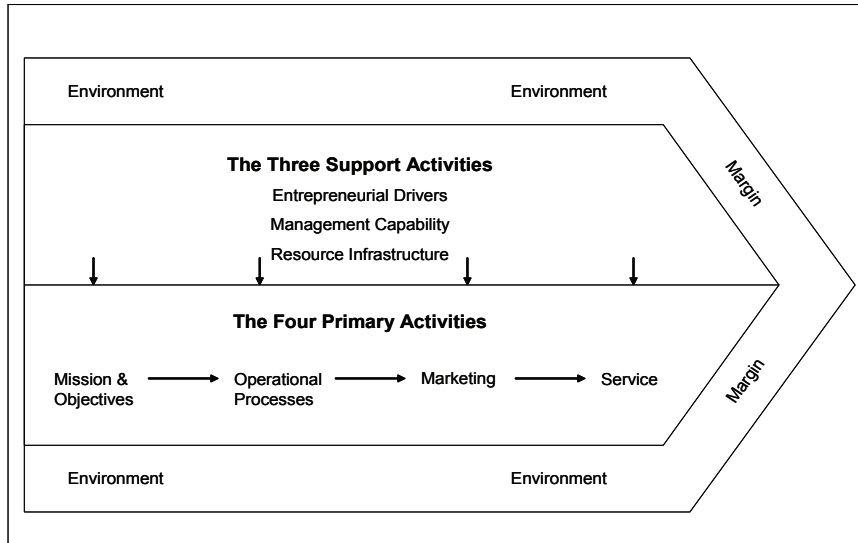 Environment
Environment
The Three Support Activities
Entrepreneurial Drivers
Management Capability
Resource Infrastructure
Margin
The Four Primary Activities
Mission &
Objectives
Operational
Processes
Marketing
Service
Margin
Environment
Environment